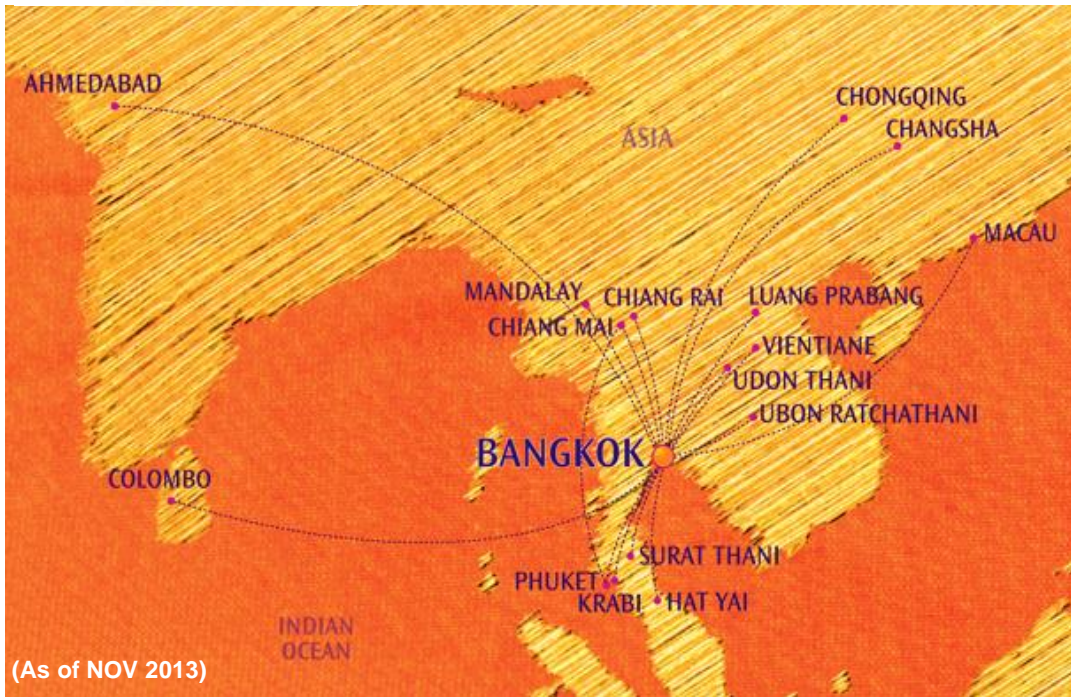 AHMEDABAD
CHONGQING
CHANGSHA
ASIA
MACAU
MANDALAY
CHIANG RAI
LUANG PRABANG
CHIANG MAI
VIENTIANE
UDON THANI
UBON RATCHATHANI
BANGKOK
COLOMBO
SURAT THANI
PHUKET
KRABI
HAT YAI
INDIAN
OCEAN
(As of NOV 2013)